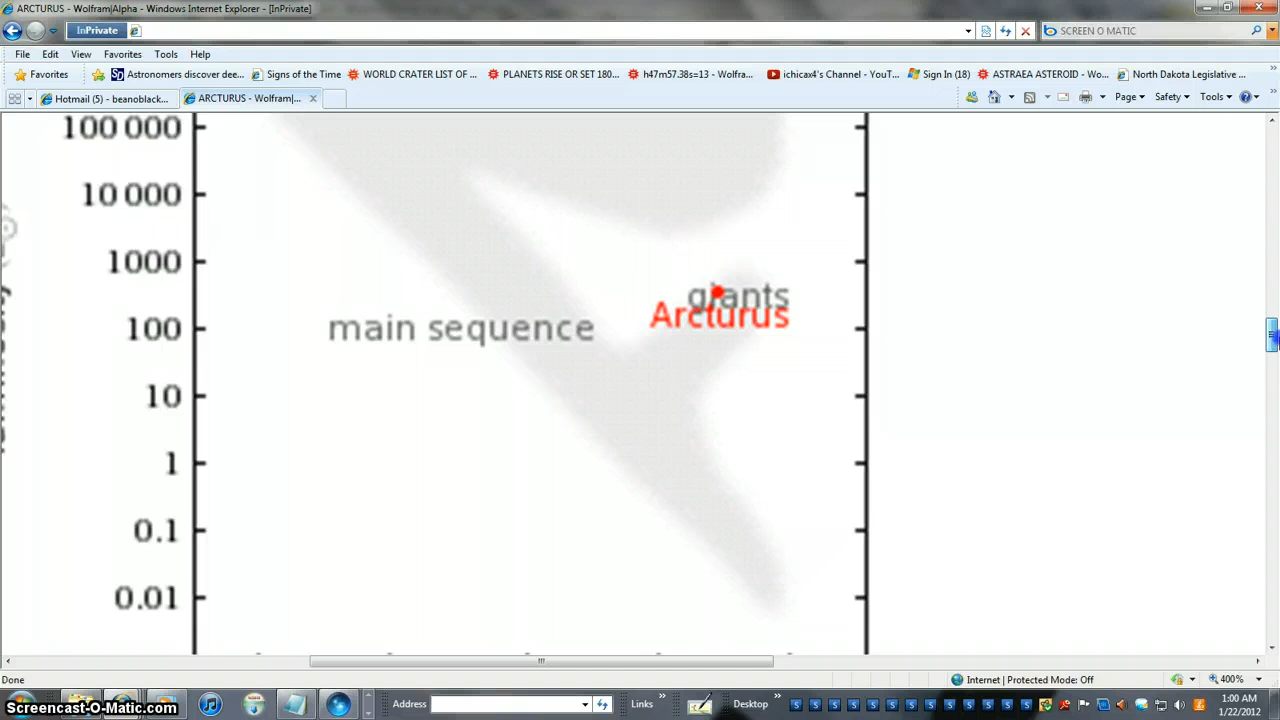 ARCTURUS - Wolfram|Alpha - Windows Internet Explorer - [InPrivate]
InPrivate
SCREEN O MATIC
File Edit View Favorites Tools Help
Favorites Astronomers discover dee... Signs of the Time WORLD CRATER LIST OF ... PLANETS RISE OR SET 180... h47m57.38s=13 - Wolfra... ichicax4's Channel - YouT... Sign In (18) ASTRAEA ASTEROID - Wo... North Dakota Legislative ...
Hotmail (5) - beanoblack... ARCTURUS - Wolfram|... Page Safety Tools
100 000
10 000
1000
giants
Arcturus
100
main sequence
10
1
0.1
0.01
Done Internet | Protected Mode: Off 400%
Address Links Desktop 1:00 AM
1/22/2012
Screencast-O-Matic.com